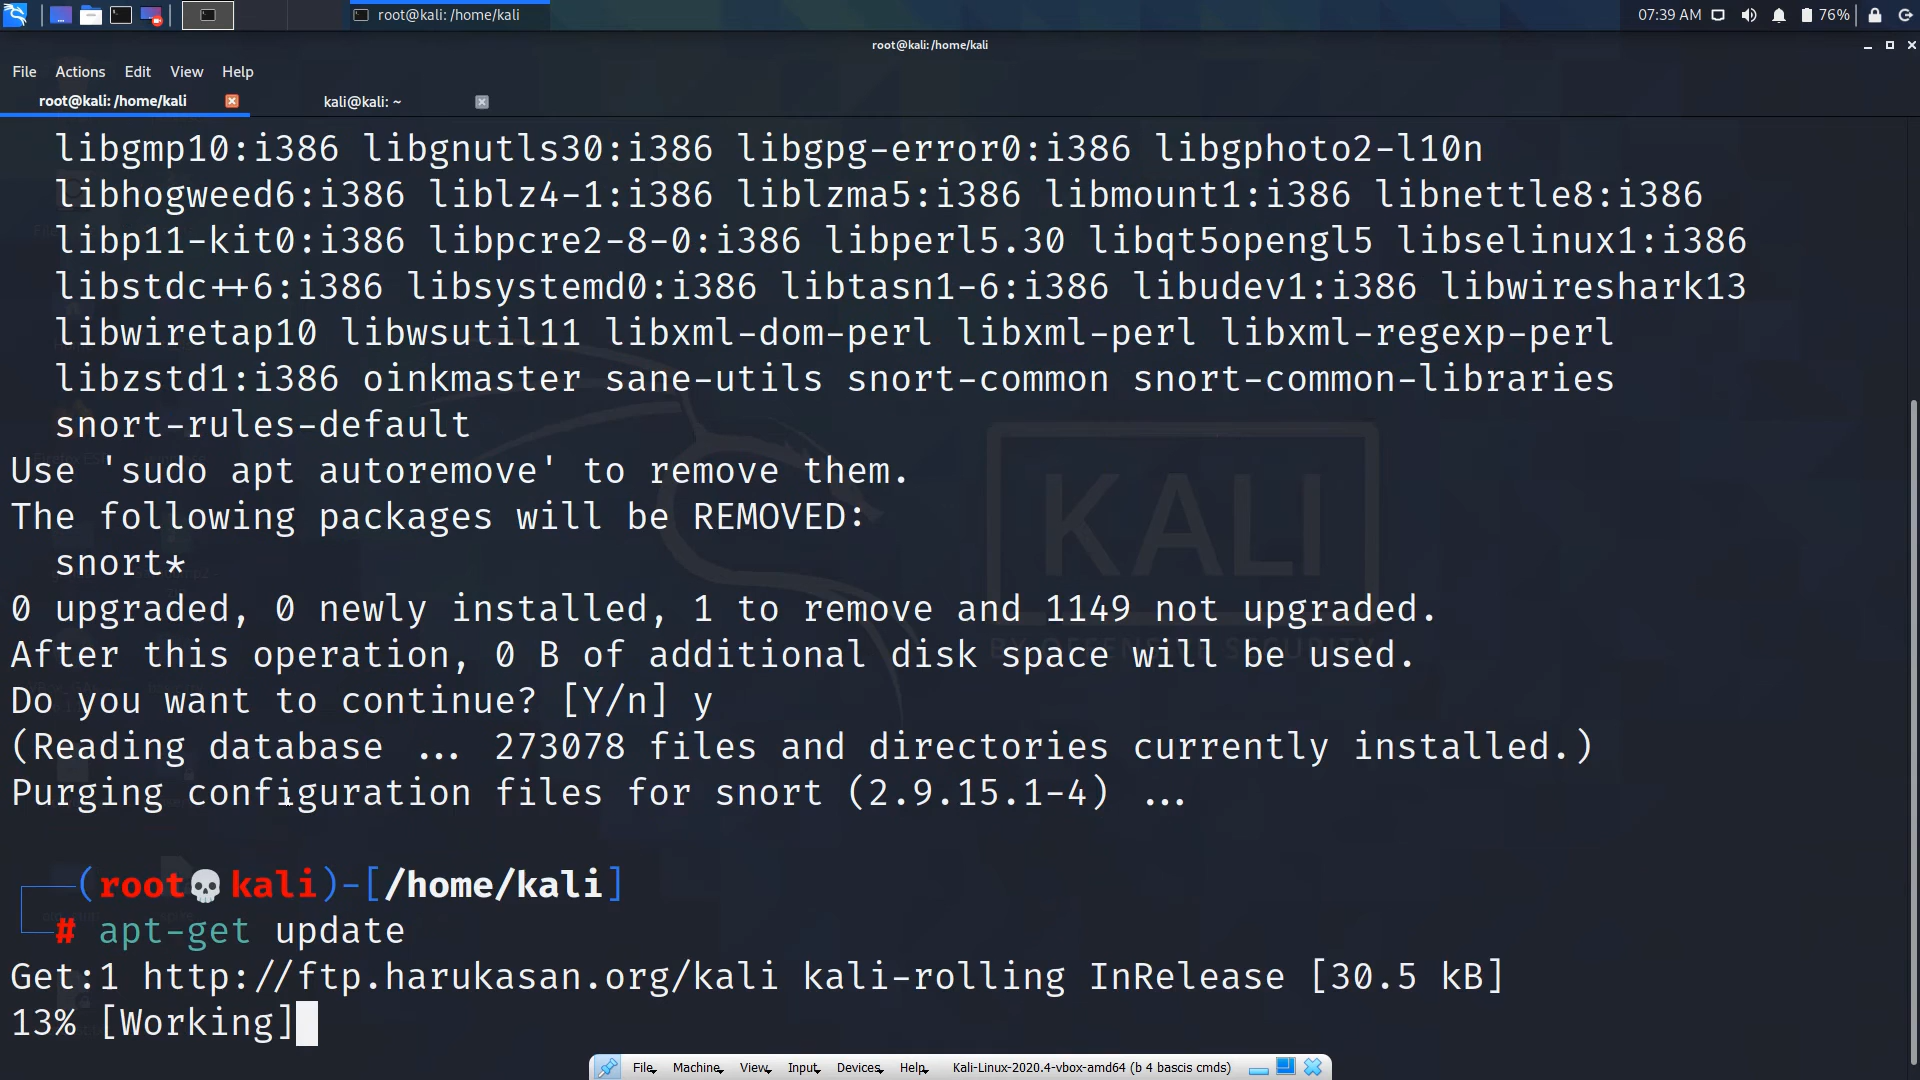 root@kali: /home/kali
07:39 AM
76%
root@kali: /home/kali
File Actions Edit View Help
root@kali: /home/kali
kali@kali: ~
libgmp10:i386 libgnutls30:i386 libgpg-error0:i386 libgphoto2-l10n
libhogweed6:i386 liblz4-1:i386 liblzma5:i386 libmount1:i386 libnettle8:i386
libp11-kit0:i386 libpcre2-8-0:i386 libperl5.30 libqt5opengl5 libselinux1:i386
libstdc++6:i386 libsystemd0:i386 libtasn1-6:i386 libudev1:i386 libwireshark13
libwiretap10 libwsutil11 libxml-dom-perl libxml-perl libxml-regexp-perl
libzstd1:i386 oinkmaster sane-utils snort-common snort-common-libraries
snort-rules-default
Use 'sudo apt autoremove' to remove them.
The following packages will be REMOVED:
snort*
0 upgraded, 0 newly installed, 1 to remove and 1149 not upgraded.
After this operation, 0 B of additional disk space will be used.
Do you want to continue? [Y/n] y
(Reading database ... 273078 files and directories currently installed.)
Purging configuration files for snort (2.9.15.1-4) ...
(root💀kali)-[/home/kali]
# apt-get update
Get:1 http://ftp.harukasan.org/kali kali-rolling InRelease [30.5 kB]
13% [Working]
KALI
BY OFFENSIVE SECURITY
File Machine View Input Devices Help Kali-Linux-2020.4-vbox-amd64 (b 4 bascis cmds)